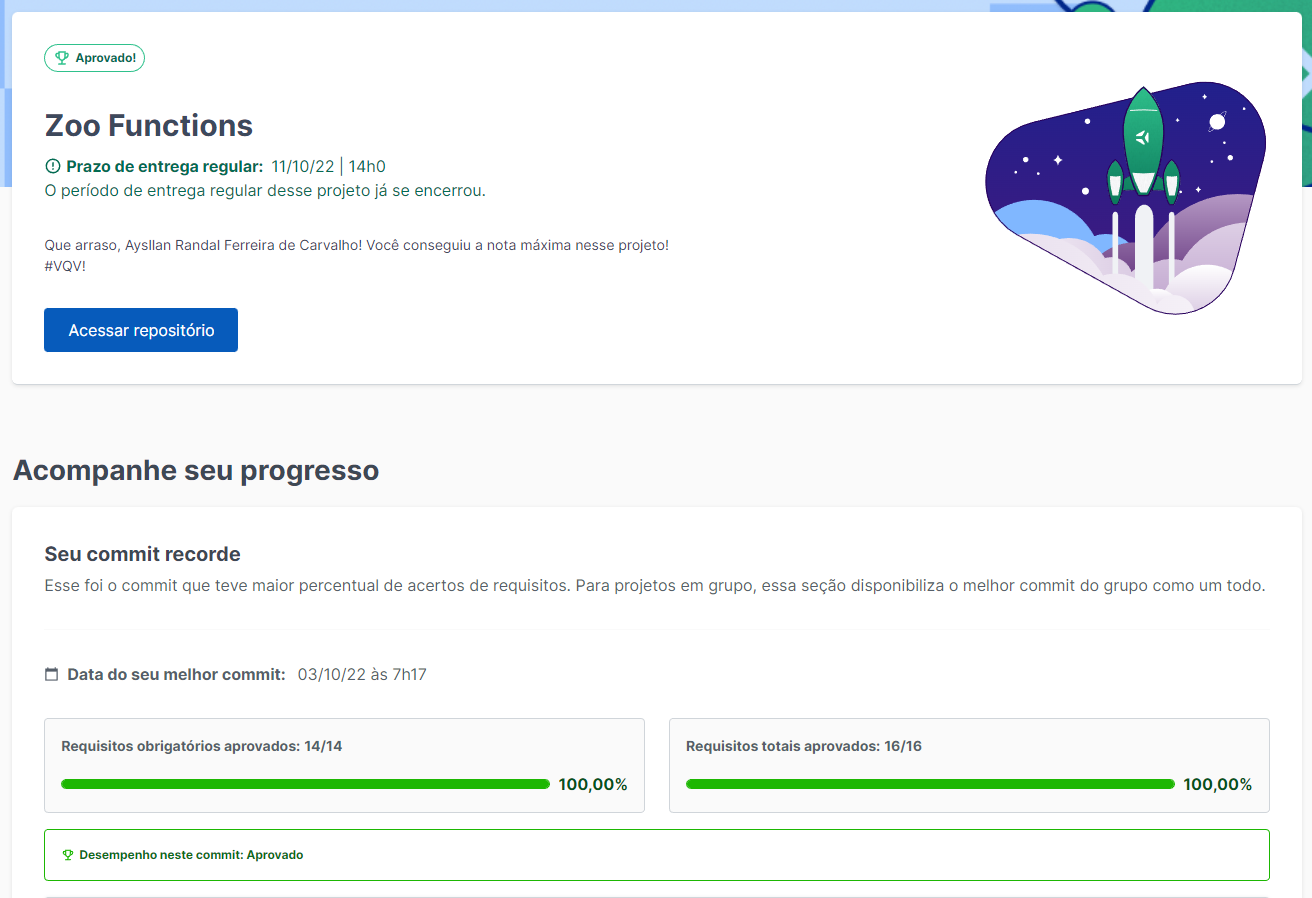 Aprovado!
Zoo Functions
Prazo de entrega regular: 11/10/22 | 14h0
O período de entrega regular desse projeto já se encerrou.
Que arraso, Aysllan Randal Ferreira de Carvalho! Você conseguiu a nota máxima nesse projeto!
#VQV!
Acessar repositório
Acompanhe seu progresso
Seu commit recorde
Esse foi o commit que teve maior percentual de acertos de requisitos. Para projetos em grupo, essa seção disponibiliza o melhor commit do grupo como um todo.
Data do seu melhor commit: 03/10/22 às 7h17
Requisitos obrigatórios aprovados: 14/14
100,00%
Requisitos totais aprovados: 16/16
100,00%
Desempenho neste commit: Aprovado